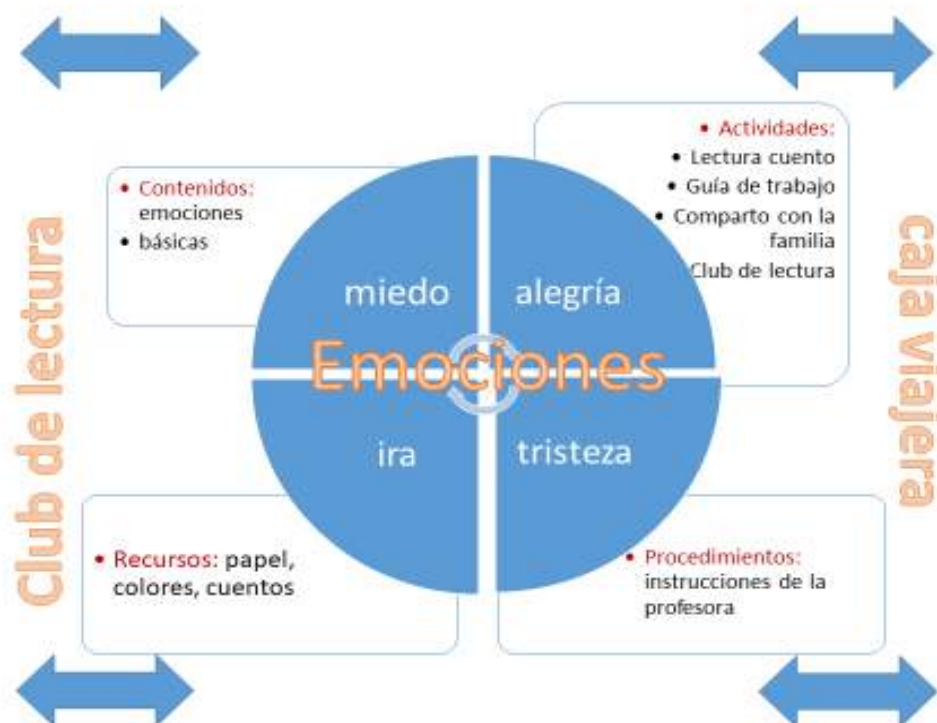 • Contenidos:
emociones
• básicas
• Actividades:
• Lectura cuento
• Guía de trabajo
• Comparto con la
familia
Club de lectura
miedo
alegría
Emociones
ira
tristeza
Club de lectura
caja viajera
• Recursos: papel,
colores, cuentos
• Procedimientos:
instrucciones de la
profesora